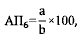 АП₆ = a/b *100,